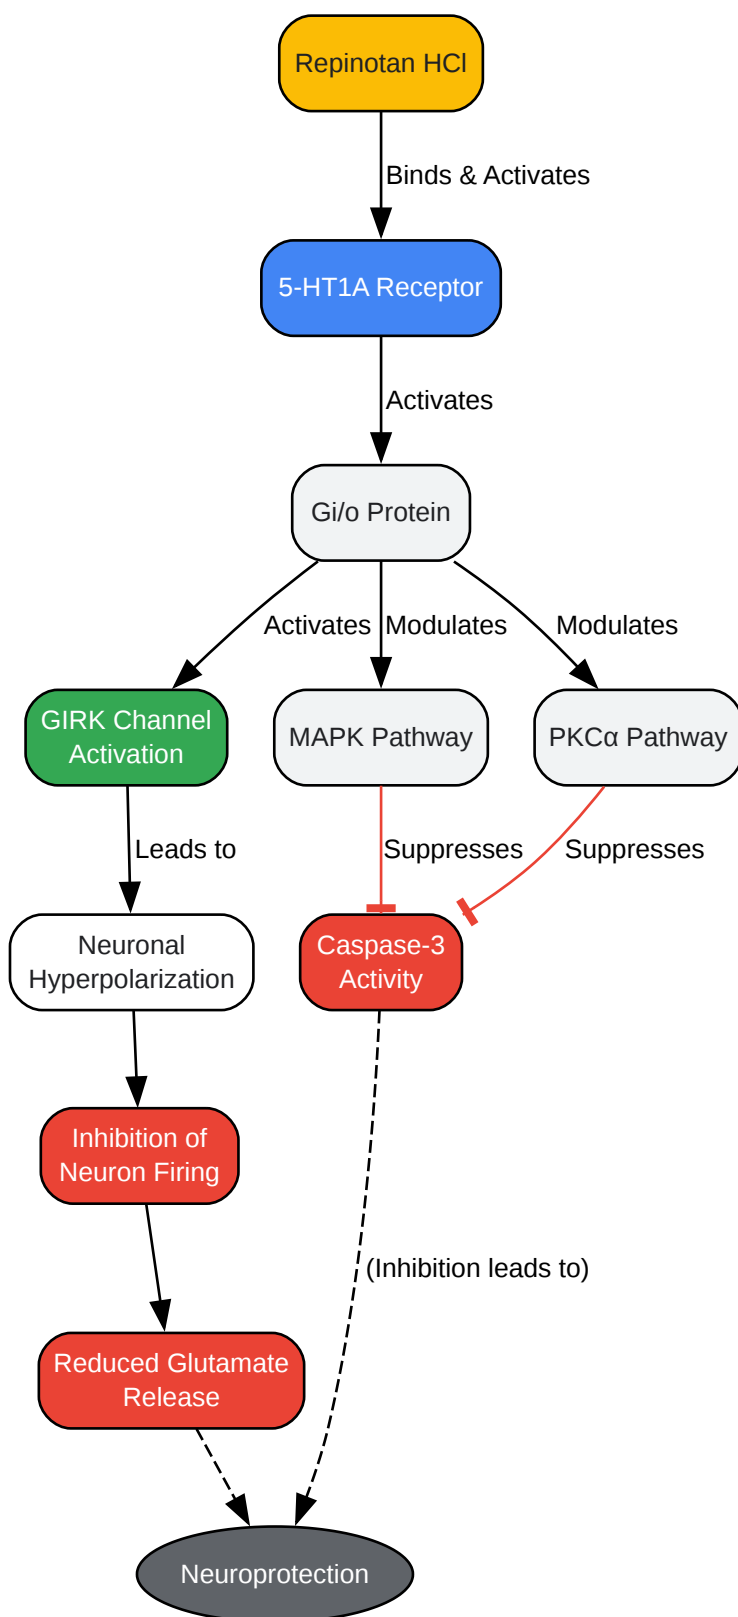 Repinotan HCl
Binds & Activates
5-HT1A Receptor
Activates
Gi/o Protein
Activates
Modulates
Modulates
GIRK Channel
Activation
MAPK Pathway
PKCα Pathway
Leads to
Suppresses
Suppresses
Neuronal
Hyperpolarization
Caspase-3
Activity
Inhibition of
Neuron Firing
(Inhibition leads to)
Reduced Glutamate
Release
Neuroprotection